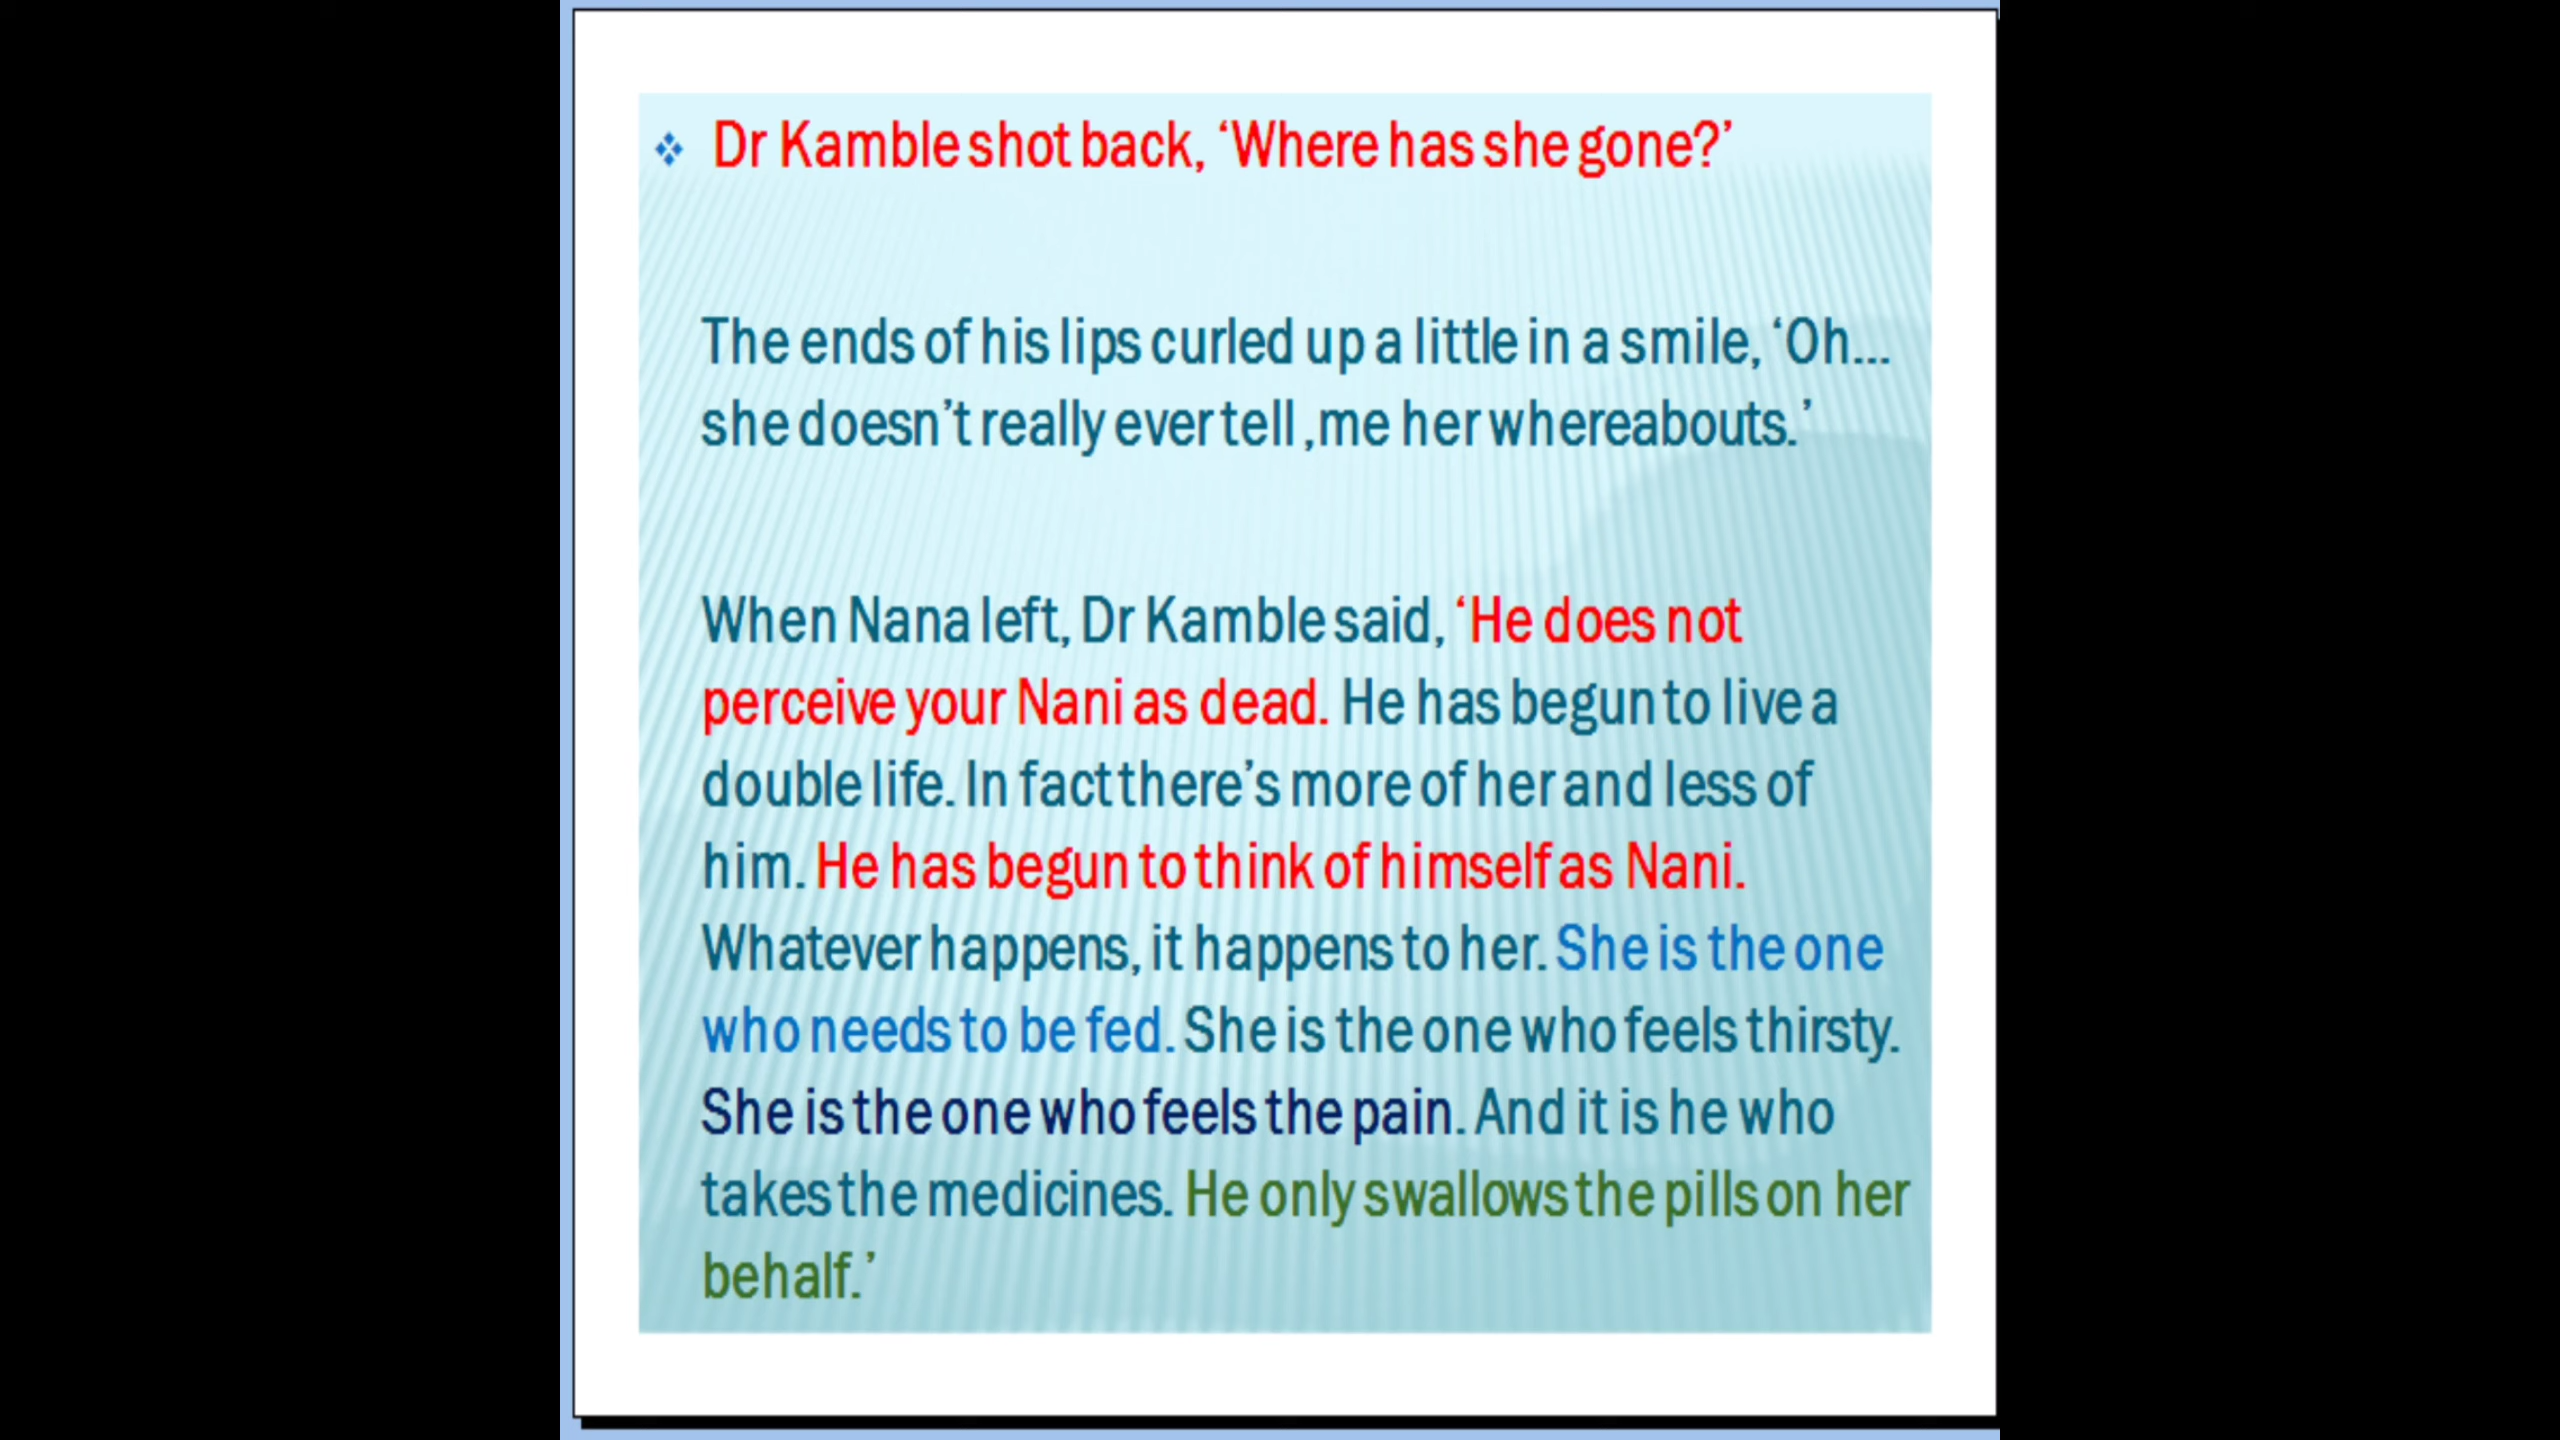 Dr Kamble shot back, ‘Where has she gone?’
The ends of his lips curled up a little in a smile, ‘Oh...
she doesn’t really ever tell ,me her whereabouts.’
When Nana left, Dr Kamble said, ‘He does not
perceive your Nani as dead. He has begun to live a
double life. In fact there’s more of her and less of
him. He has begun to think of himself as Nani.
Whatever happens, it happens to her. She is the one
who needs to be fed. She is the one who feels thirsty.
She is the one who feels the pain. And it is he who
takes the medicines. He only swallows the pills on her
behalf.’